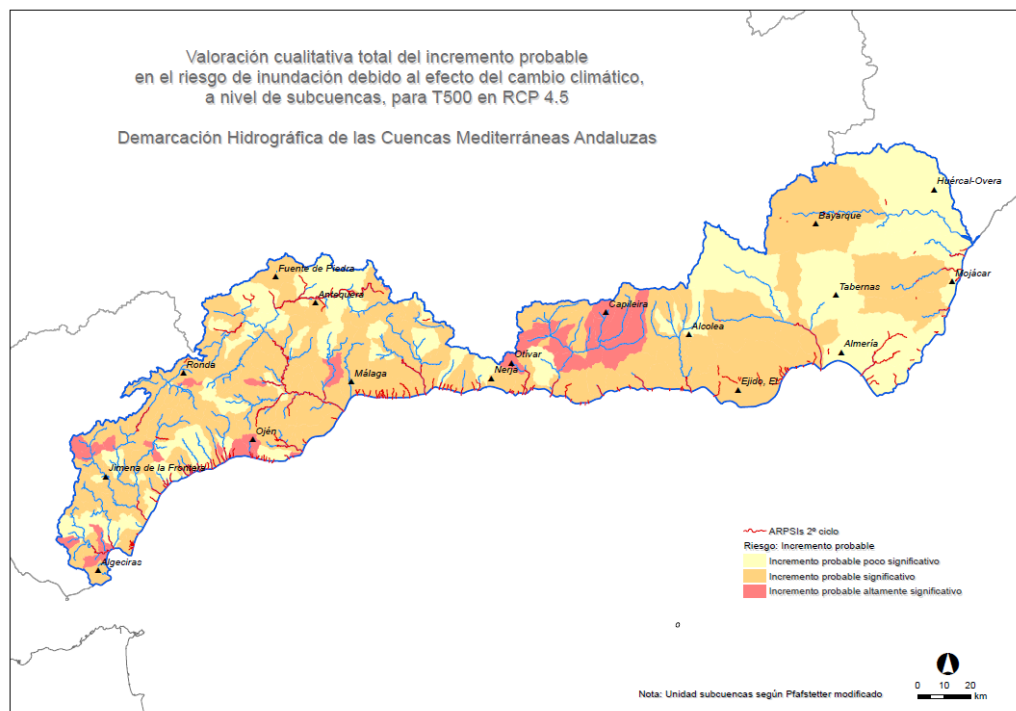 Valoración cualitativa total del incremento probable
en el riesgo de inundación debido al efecto del cambio climático,
a nivel de subcuencas, para T500 en RCP 4.5
Demarcación Hidrográfica de las Cuencas Mediterráneas Andaluzas
Huércal-Overa
Bayarque
Fuente de Piedra
Mojácar
Antequera
Tabernas
Capileira
Alcolea
Almería
Otívar
Ronda
Nerja
Málaga
Ejido, El
Ojén
Jimena de la Frontera
Algeciras
ARPSIs 2º ciclo
Riesgo: Incremento probable
Incremento probable poco significativo
Incremento probable significativo
Incremento probable altamente significativo
Nota: Unidad subcuencas según Pfafstetter modificado
0 10 20
km